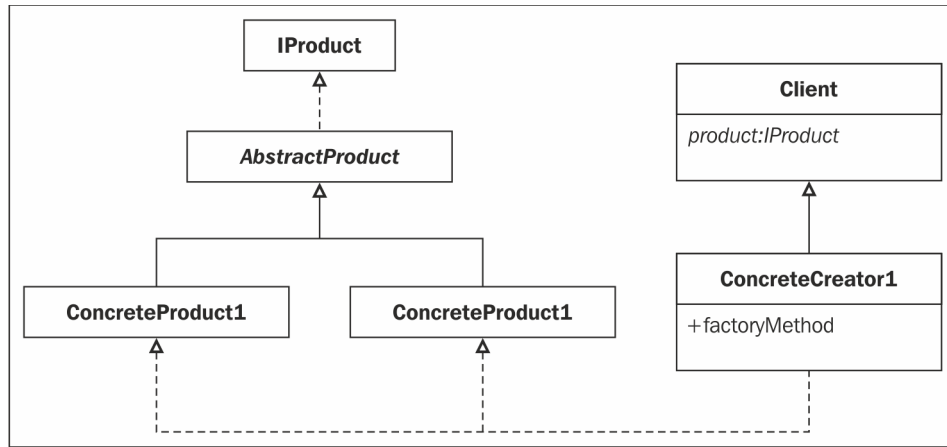 IProduct
Client
product:IProduct
AbstractProduct
ConcreteProduct1
ConcreteProduct1
ConcreteCreator1
+factoryMethod